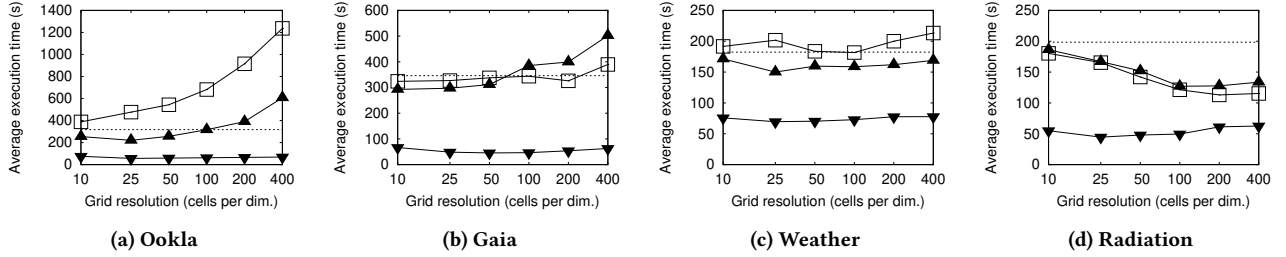 Average execution time (s)
1400
1200
1000
800
600
400
200
0
10 25 50 100 200 400
Grid resolution (cells per dim.)
(a) Ookla
Average execution time (s)
600
500
400
300
200
100
0
10 25 50 100 200 400
Grid resolution (cells per dim.)
(b) Gaia
Average execution time (s)
250
200
150
100
50
0
10 25 50 100 200 400
Grid resolution (cells per dim.)
(c) Weather
Average execution time (s)
250
200
150
100
50
0
10 25 50 100 200 400
Grid resolution (cells per dim.)
(d) Radiation